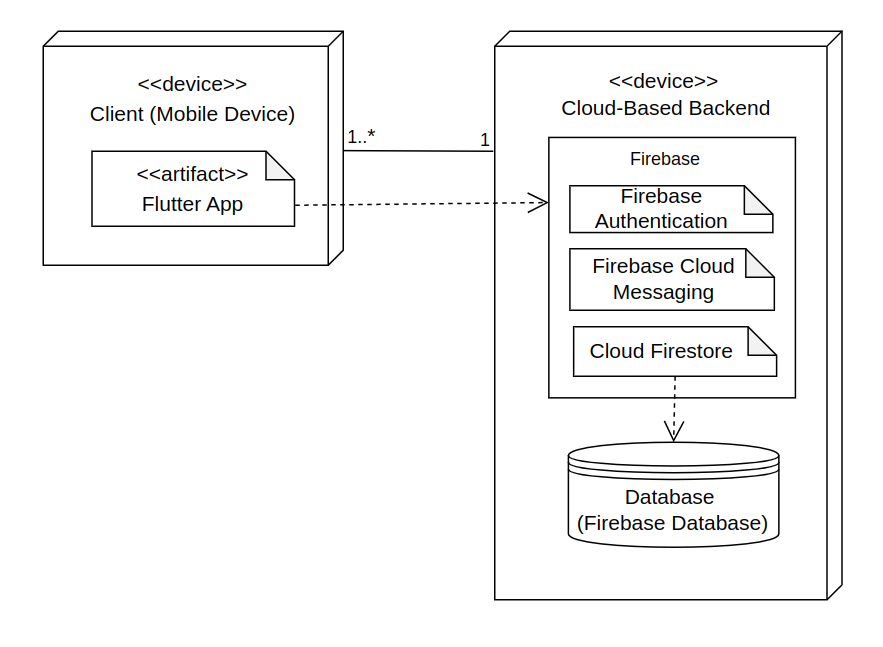 <<device>>
Client (Mobile Device)
<<artifact>>
Flutter App
1..*
1
<<device>>
Cloud-Based Backend
Firebase
Firebase
Authentication
Firebase Cloud
Messaging
Cloud Firestore
Database
(Firebase Database)